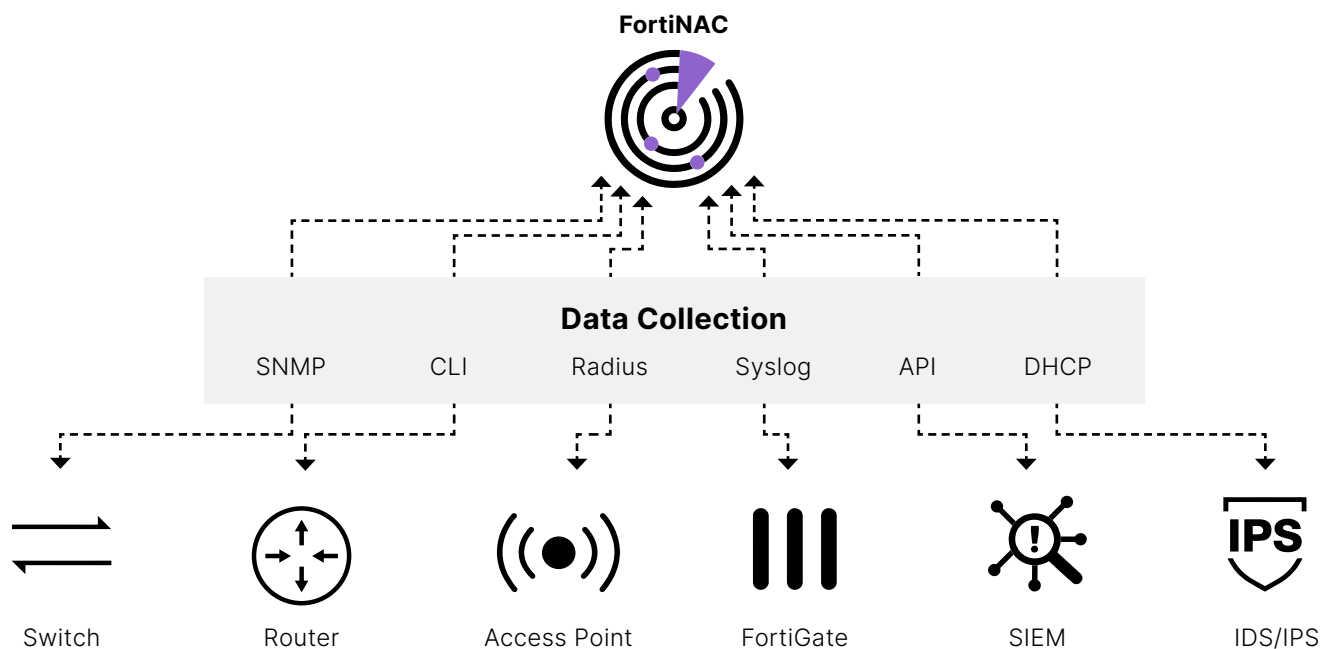 FortiNAC
Data Collection
SNMP CLI Radius Syslog API DHCP
IPS
Switch Router Access Point FortiGate SIEM IDS/IPS